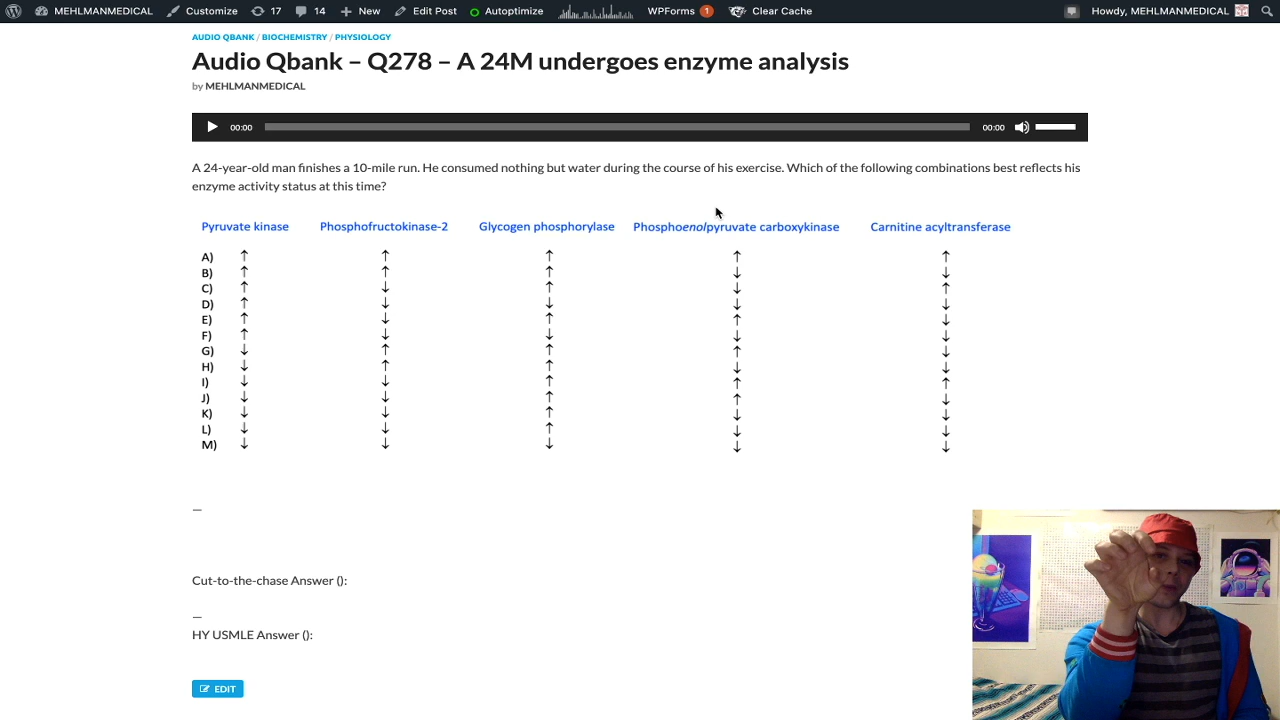 MEHLMANMEDICAL Customize 17 14 New Edit Post Autoptimize WPForms 1 Clear Cache Howdy, MEHLMANMEDICAL
AUDIO QBANK / BIOCHEMISTRY / PHYSIOLOGY
Audio Qbank – Q278 – A 24M undergoes enzyme analysis
by MEHLMANMEDICAL
00:00 00:00
A 24-year-old man finishes a 10-mile run. He consumed nothing but water during the course of his exercise. Which of the following combinations best reflects his
enzyme activity status at this time?
Pyruvate kinase Phosphofructokinase-2 Glycogen phosphorylase Phosphoenolpyruvate carboxykinase Carnitine acyltransferase
A) ↑ ↑ ↑ ↑ ↑
B) ↑ ↑ ↑ ↓ ↓
C) ↑ ↓ ↑ ↓ ↑
D) ↑ ↓ ↓ ↓ ↓
E) ↑ ↓ ↑ ↑ ↓
F) ↑ ↓ ↓ ↓ ↓
G) ↓ ↑ ↑ ↑ ↓
H) ↓ ↑ ↑ ↓ ↓
I) ↓ ↓ ↑ ↑ ↑
J) ↓ ↓ ↑ ↑ ↓
K) ↓ ↓ ↑ ↓ ↓
L) ↓ ↓ ↑ ↓ ↓
M) ↓ ↓ ↓ ↓ ↓
—
Cut-to-the-chase Answer ():
—
HY USMLE Answer ():
EDIT